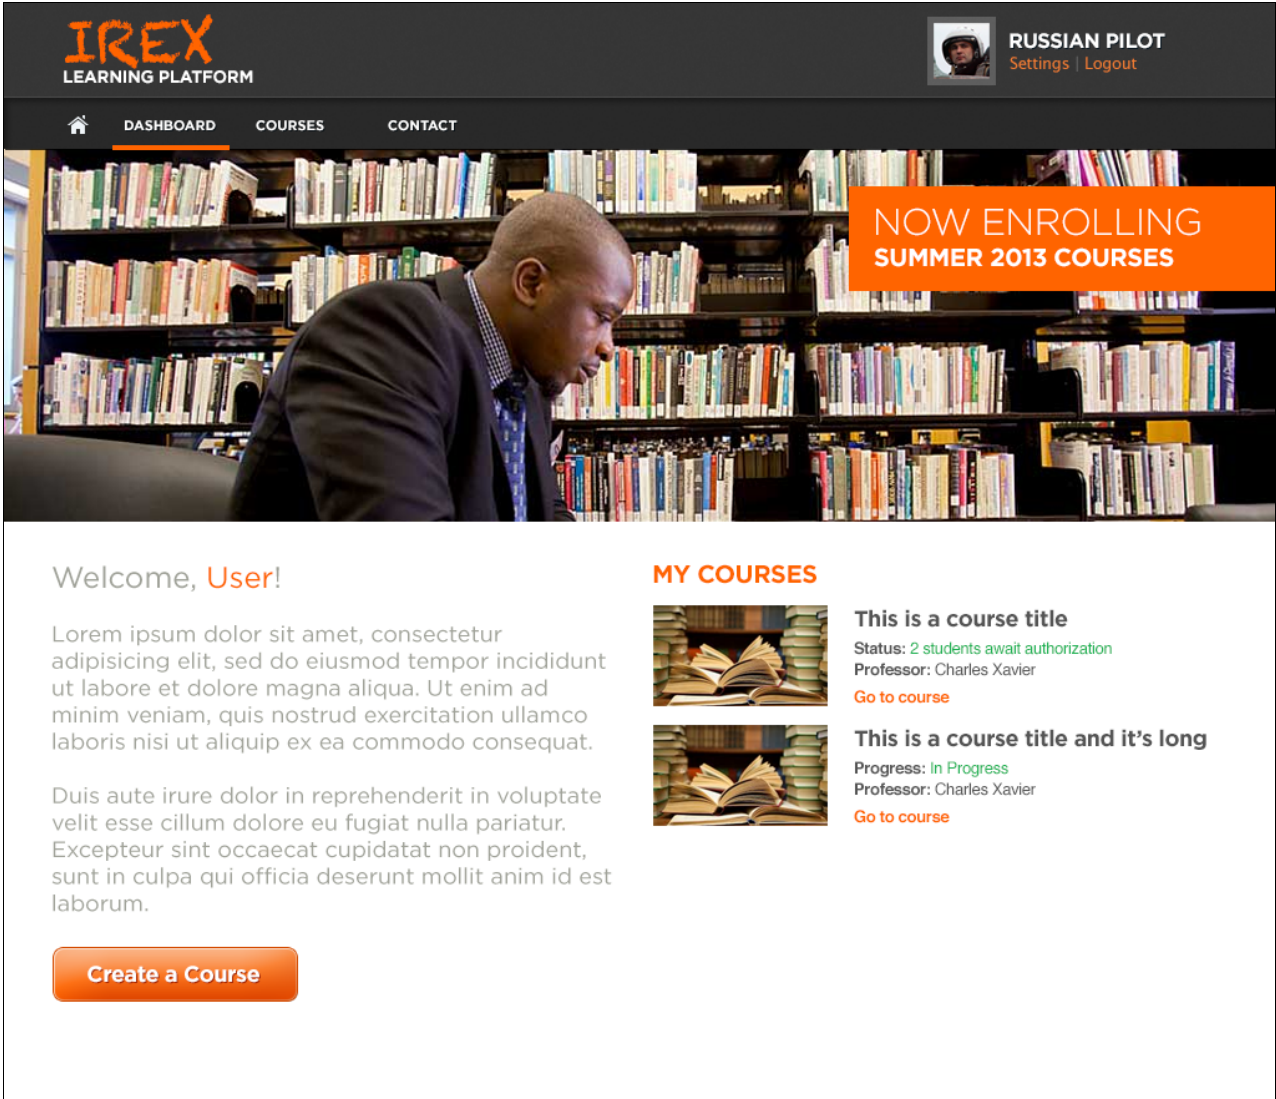 IREX
LEARNING PLATFORM
RUSSIAN PILOT
Settings | Logout
DASHBOARD
COURSES
CONTACT
NOW ENROLLING
SUMMER 2013 COURSES
Welcome, User!
Lorem ipsum dolor sit amet, consectetur
adipisicing elit, sed do eiusmod tempor incididunt
ut labore et dolore magna aliqua. Ut enim ad
minim veniam, quis nostrud exercitation ullamco
laboris nisi ut aliquip ex ea commodo consequat.
Duis aute irure dolor in reprehenderit in voluptate
velit esse cillum dolore eu fugiat nulla pariatur.
Excepteur sint occaecat cupidatat non proident,
sunt in culpa qui officia deserunt mollit anim id est
laborum.
Create a Course
MY COURSES
This is a course title
Status: 2 students await authorization
Professor: Charles Xavier
Go to course
This is a course title and it's long
Progress: In Progress
Professor: Charles Xavier
Go to course